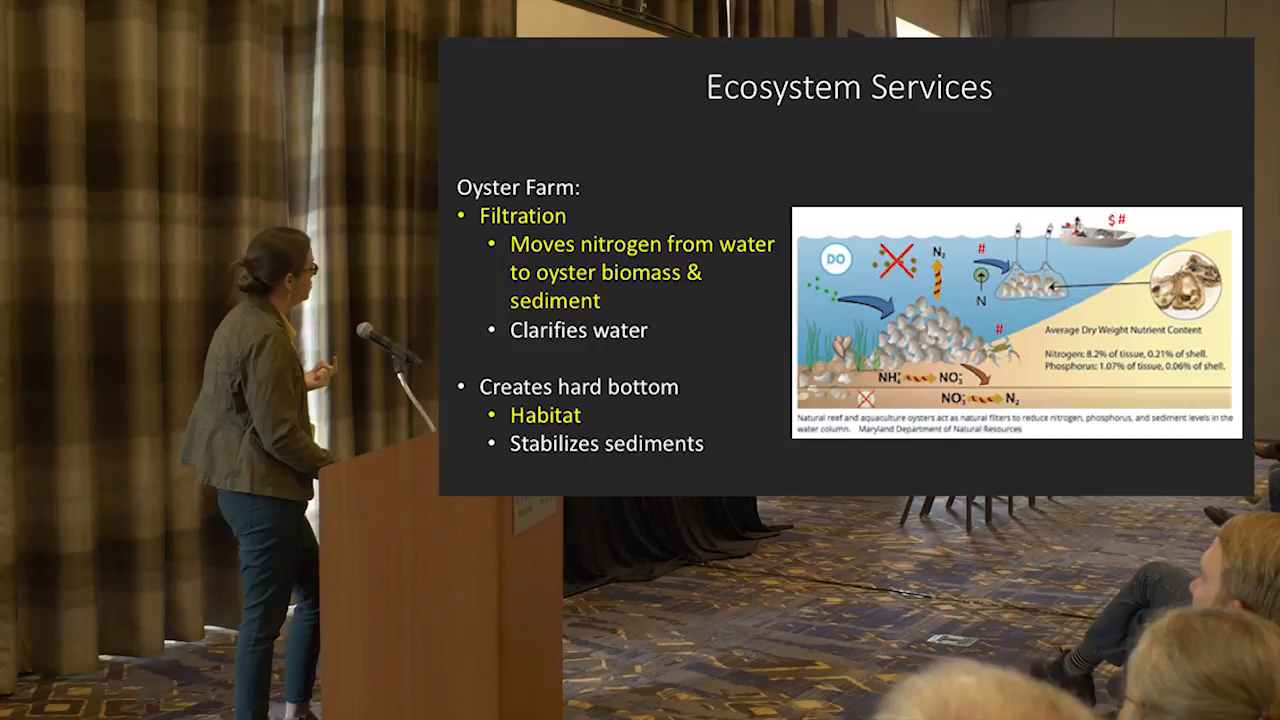 Ecosystem Services
Oyster Farm:
• Filtration
• Moves nitrogen from water
to oyster biomass &
sediment
• Clarifies water
• Creates hard bottom
• Habitat
• Stabilizes sediments
$ #
DO
N₂
#
N
#
Average Dry Weight Nutrient Content
Nitrogen: 8.2% of tissue, 0.21% of shell.
Phosphorus: 1.07% of tissue, 0.06% of shell.
NH₄⁺ NO₃⁻
NO₃⁻ N₂
Natural reef and aquaculture oysters act as natural filters to reduce nitrogen, phosphorus, and sediment levels in the
water column. Maryland Department of Natural Resources